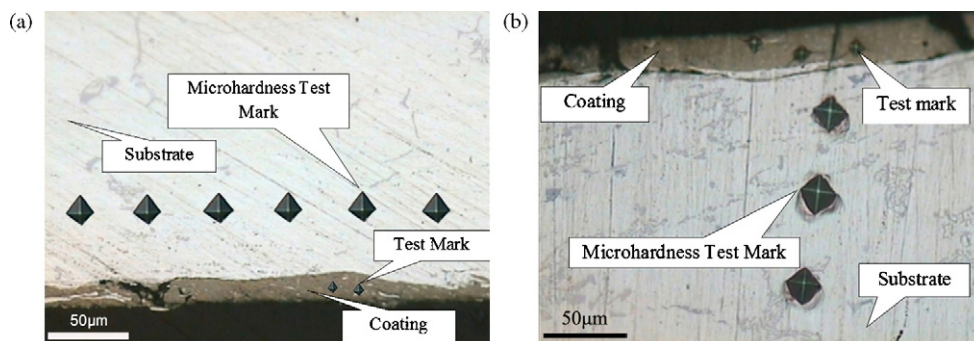 (a)
Microhardness Test
Mark
Substrate
Test Mark
Coating
50μm
(b)
Coating
Test mark
Microhardness Test Mark
Substrate
50μm